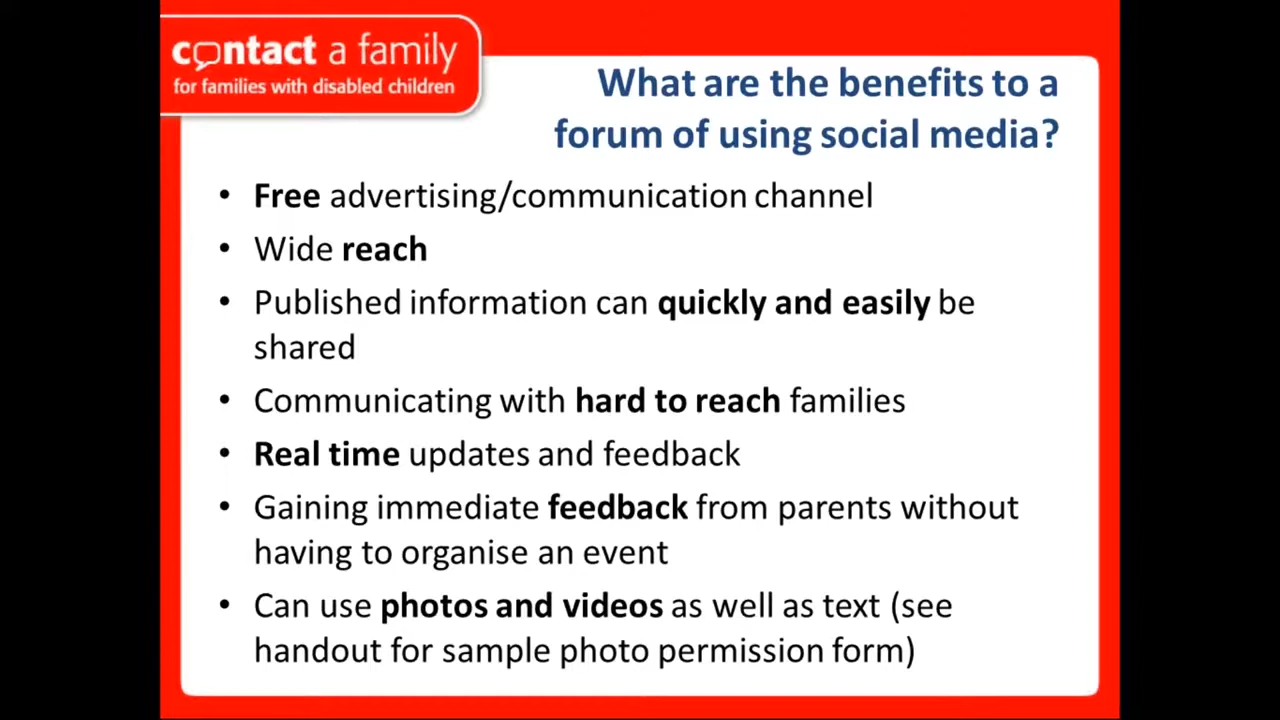 contact a family
for families with disabled children
What are the benefits to a
forum of using social media?
• Free advertising/communication channel
• Wide reach
• Published information can quickly and easily be
shared
• Communicating with hard to reach families
• Real time updates and feedback
• Gaining immediate feedback from parents without
having to organise an event
• Can use photos and videos as well as text (see
handout for sample photo permission form)